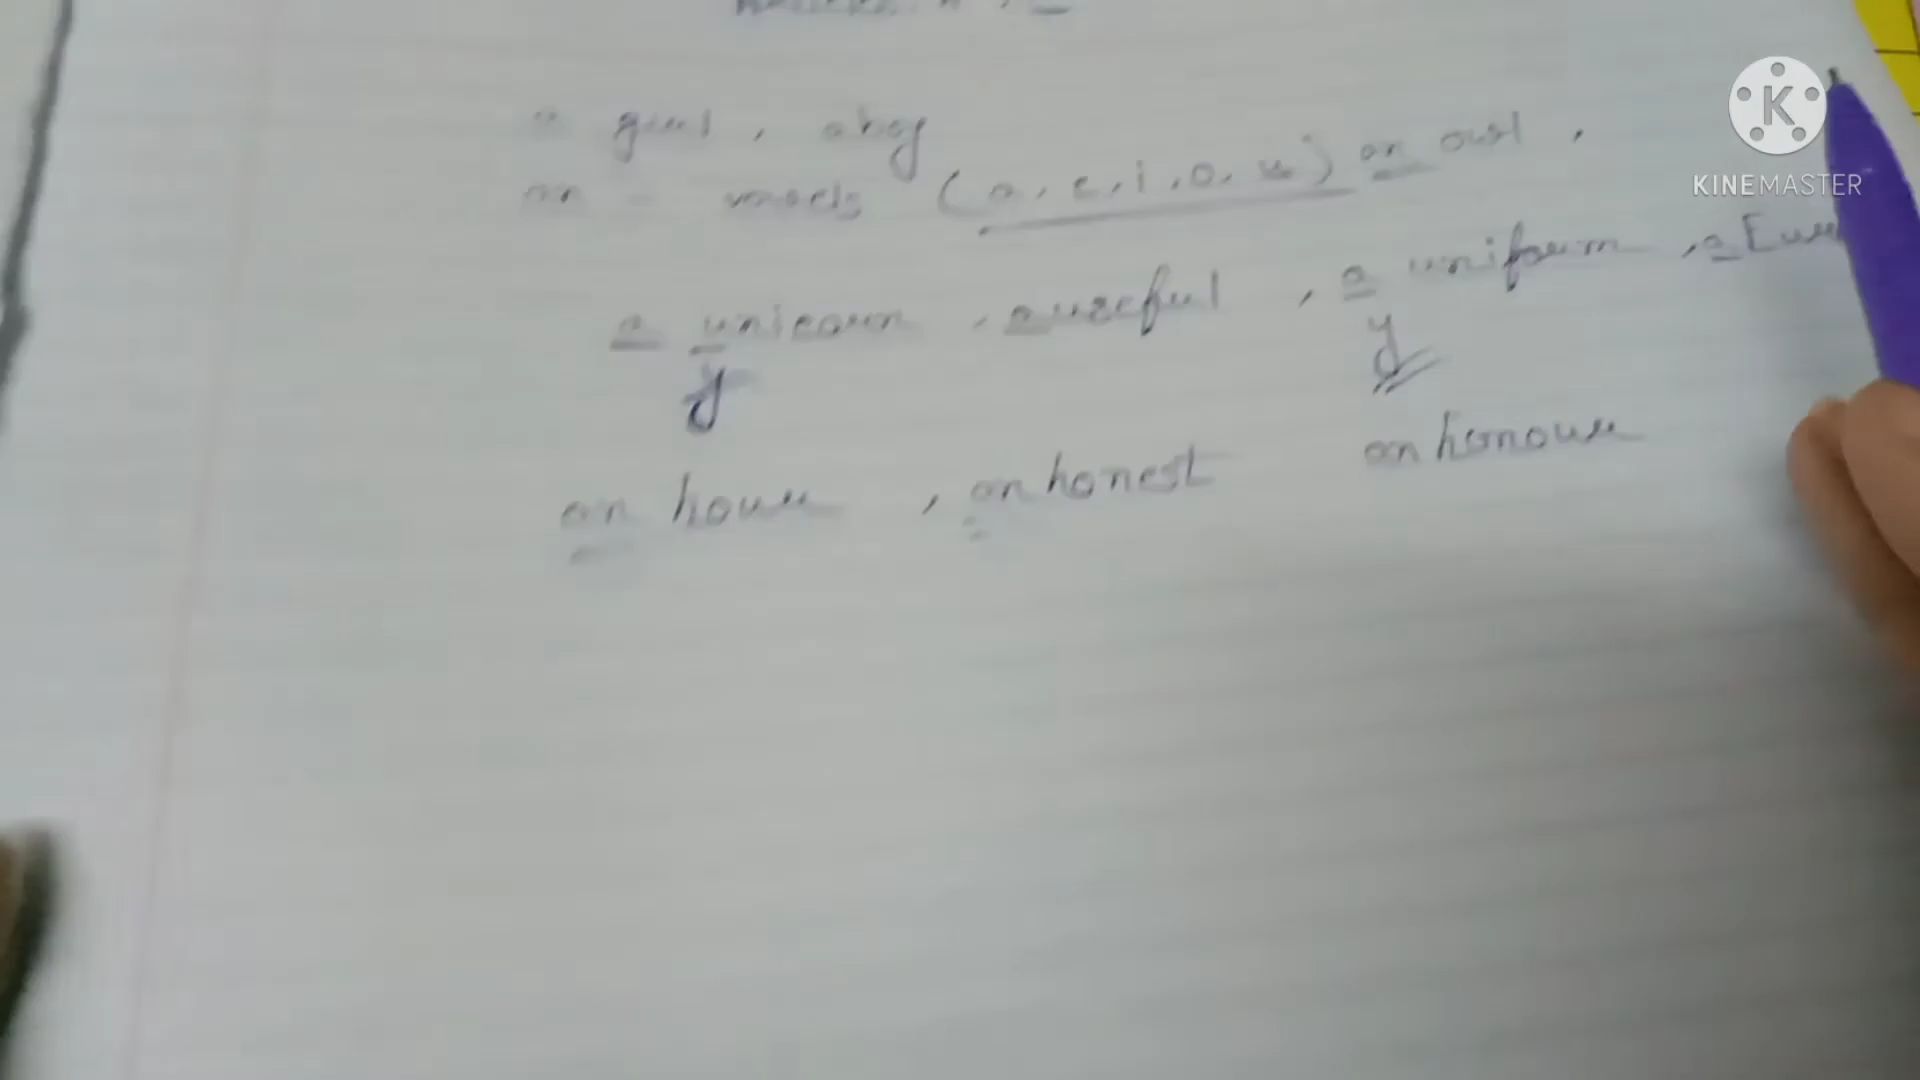 a girl, a boy
an - vowels (a, e, i, o, u) an owl,
a unicorn, a useful, a uniform, a [
y y
an hour, an honest an honour
KINEMASTER